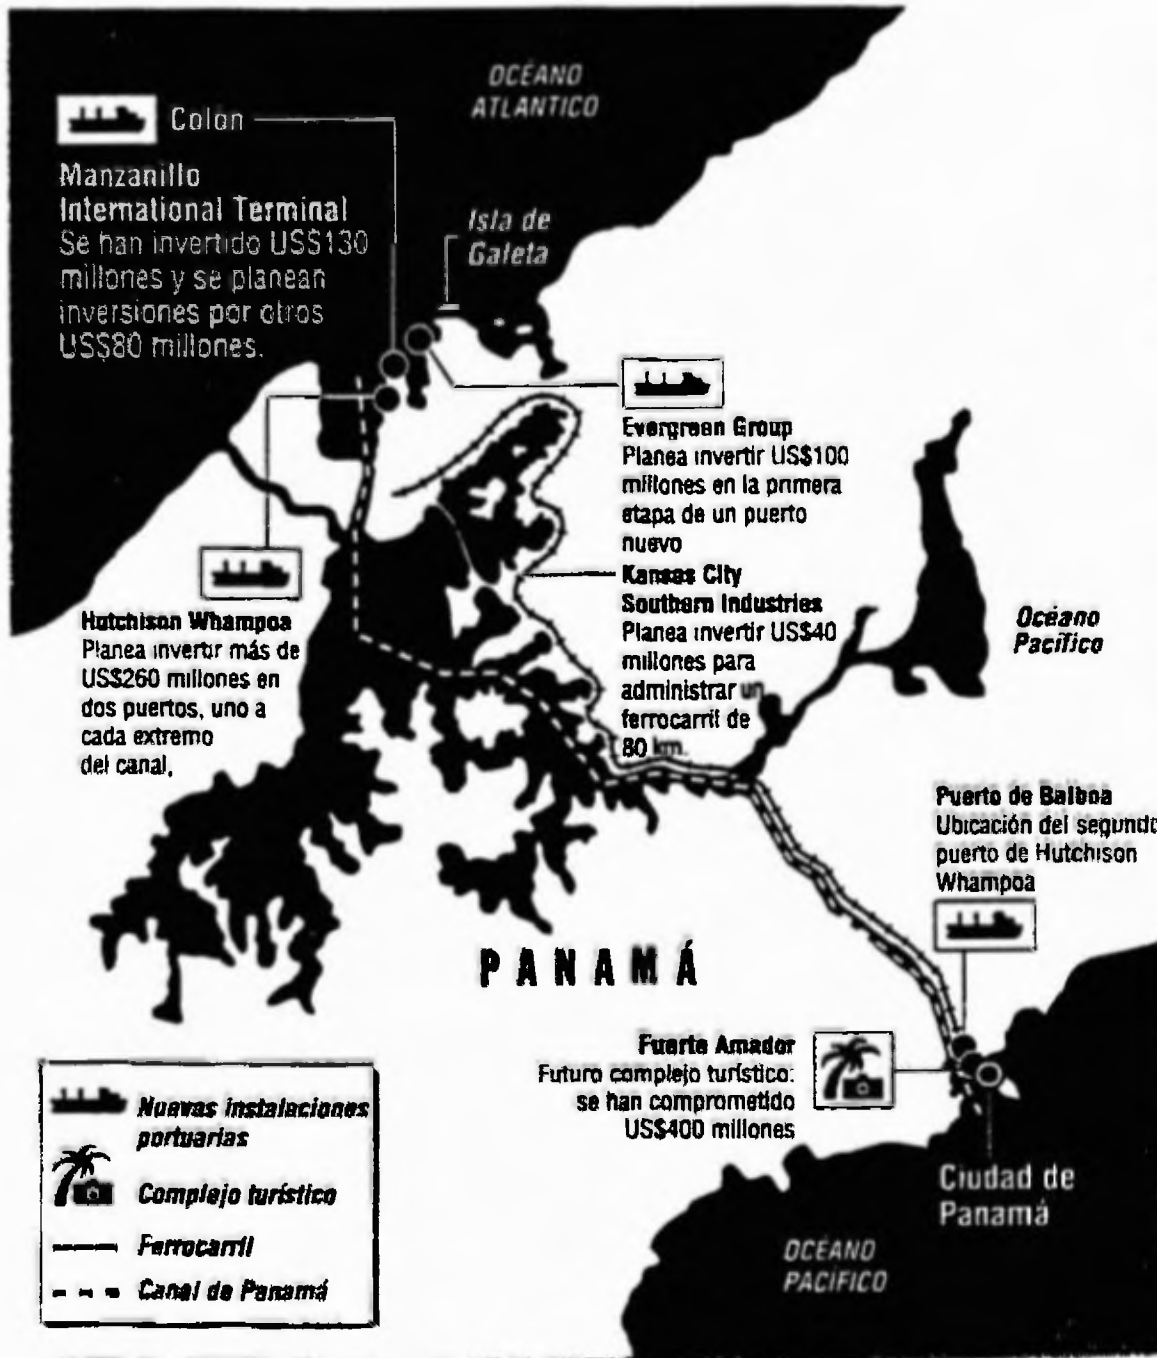 OCÉANO
ATLANTICO
Colón
Manzanillo
International Terminal
Se han invertido US$130
millones y se planean
inversiones por otros
US$80 millones.
Isla de
Galeta
Evergreen Group
Planea invertir US$100
millones en la primera
etapa de un puerto
nuevo
Kansas City
Southern Industries
Planea invertir US$40
millones para
administrar un
ferrocarril de
80 km.
Hutchison Whampoa
Planea invertir más de
US$260 millones en
dos puertos, uno a
cada extremo
del canal.
Océano
Pacífico
Puerto de Balboa
Ubicación del segundo
puerto de Hutchison
Whampoa
PANAMÁ
Fuerte Amador
Futuro complejo turístico:
se han comprometido
US$400 millones
Nuevas instalaciones
portuarias
Complejo turístico
Ferrocarril
Canal de Panamá
Ciudad de
Panamá
OCÉANO
PACÍFICO